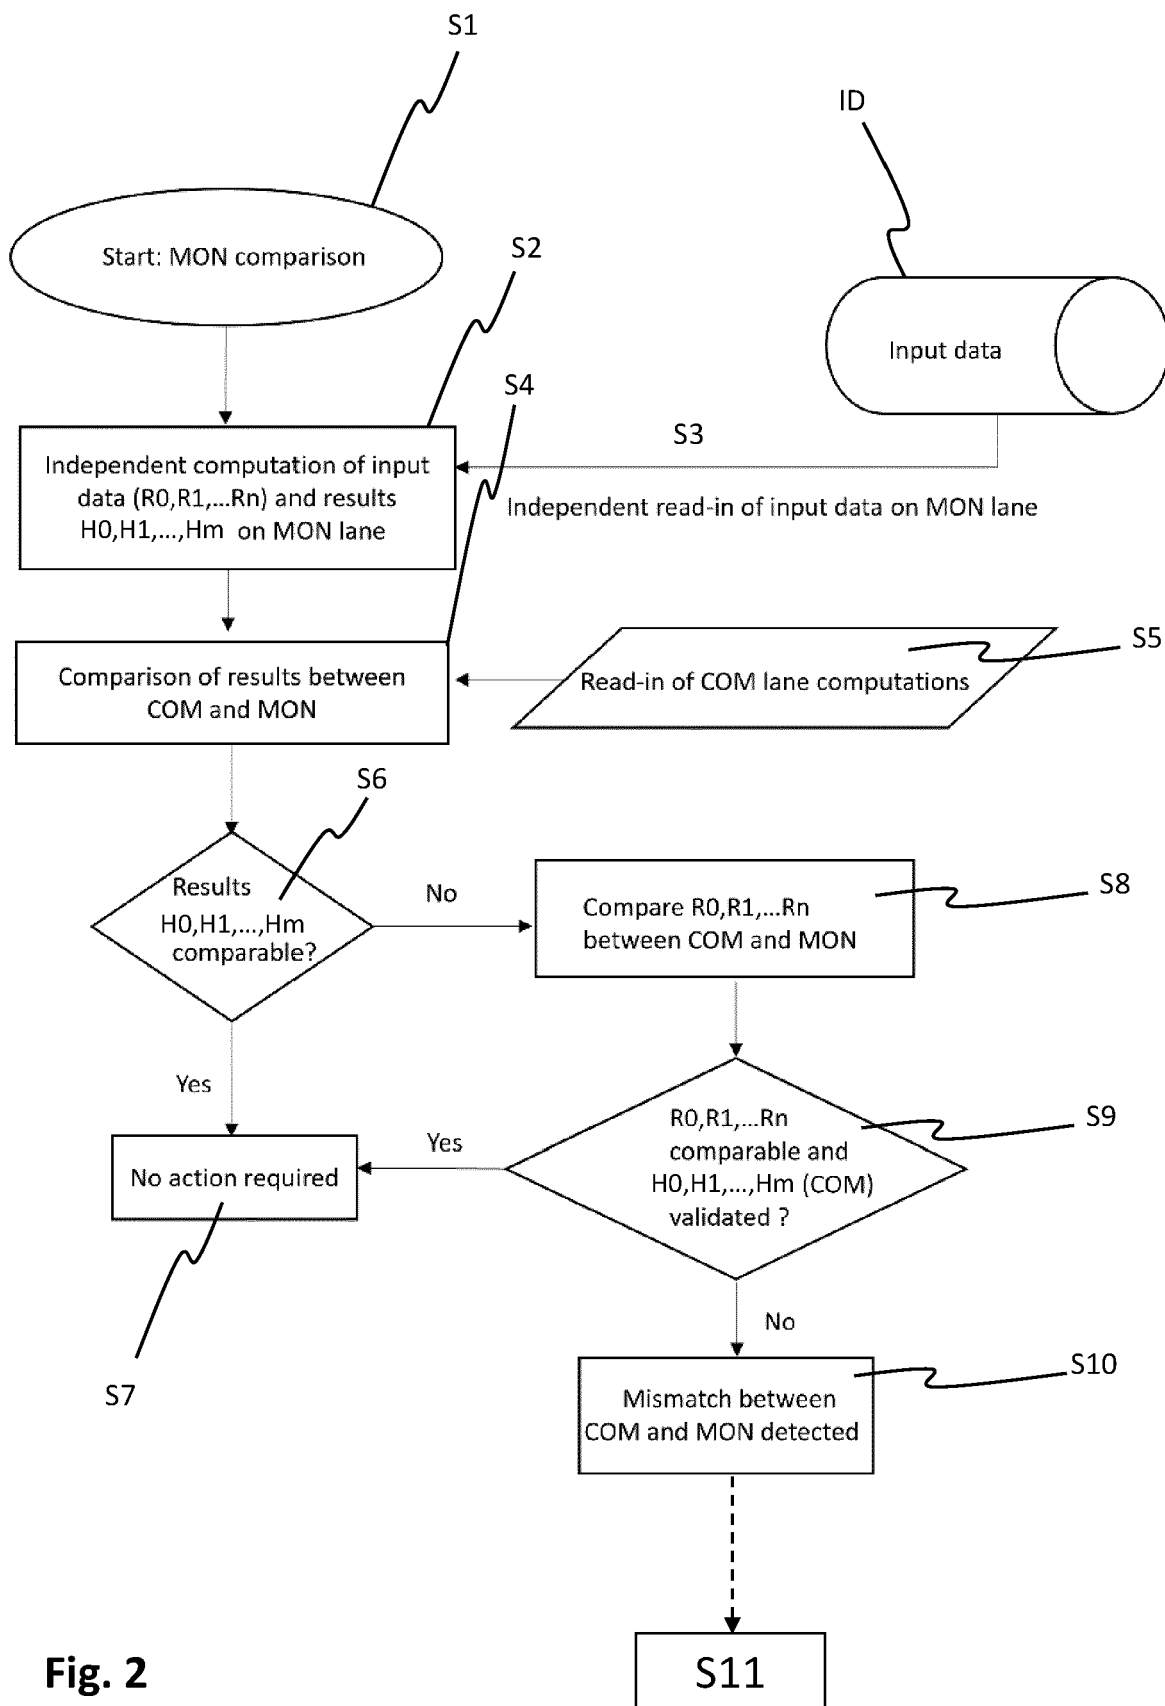 S1
ID
Start: MON comparison
S2
Input data
S4
S3
Independent computation of input
data (R0,R1,...Rn) and results
H0,H1,...,Hm on MON lane
Independent read-in of input data on MON lane
S5
Comparison of results between
COM and MON
Read-in of COM lane computations
S6
Results
H0,H1,...,Hm
comparable?
No
S8
Compare R0,R1,...Rn
between COM and MON
Yes
S9
R0,R1,...Rn
comparable and
H0,H1,...,Hm (COM)
validated ?
Yes
No action required
No
S7
S10
Mismatch between
COM and MON detected
S11
Fig. 2